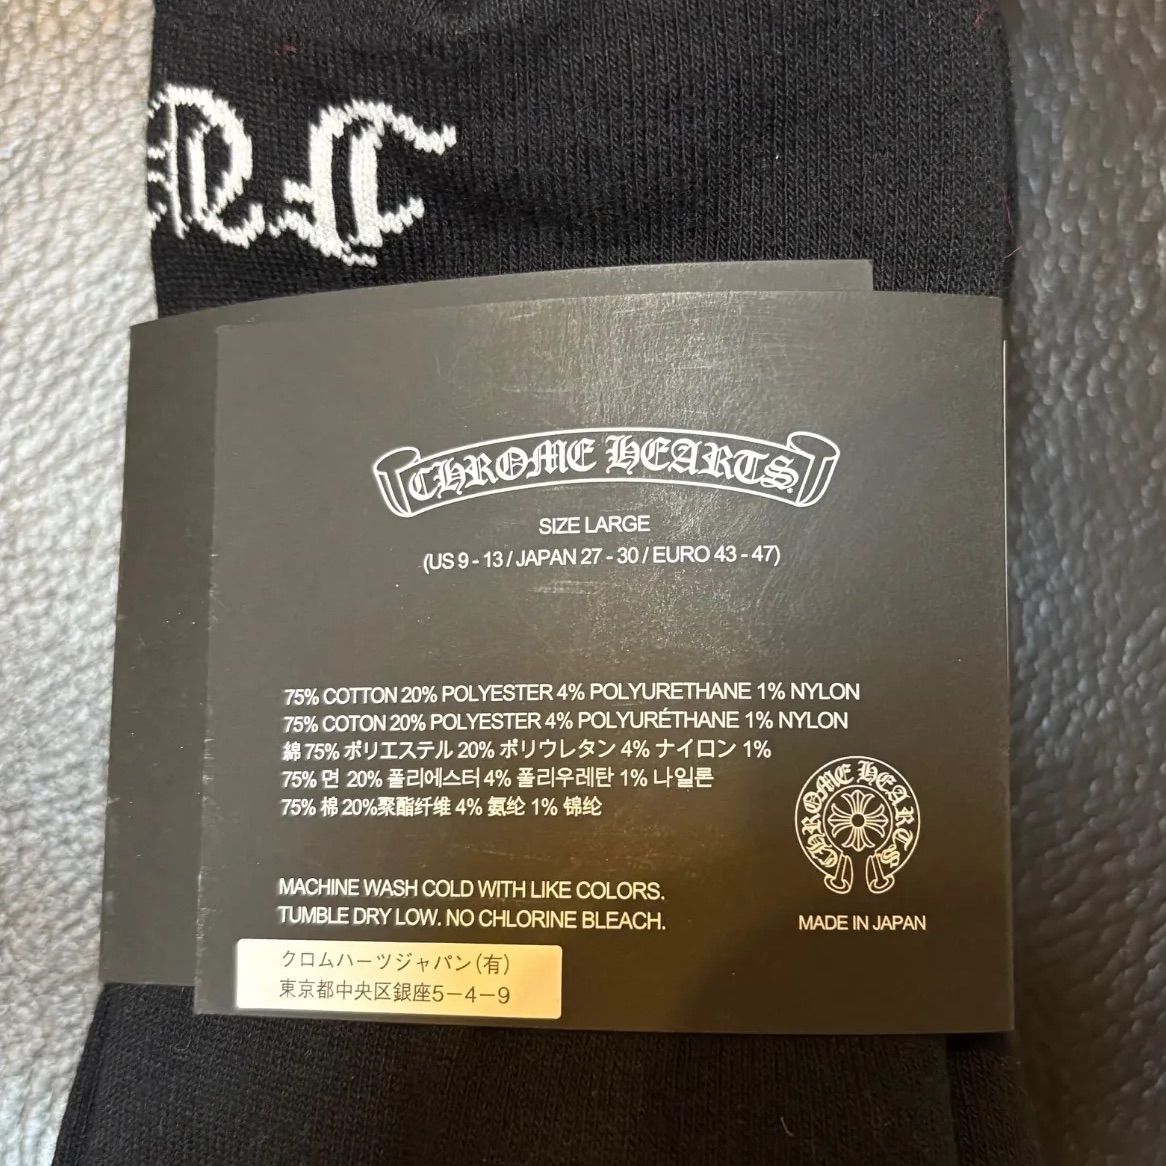 CHROME HEARTS
SIZE LARGE
(US 9 - 13 / JAPAN 27 - 30 / EURO 43 - 47)
75% COTTON 20% POLYESTER 4% POLYURETHANE 1% NYLON
75% COTON 20% POLYESTER 4% POLYURÉTHANE 1% NYLON
綿 75% ポリエステル 20% ポリウレタン 4% ナイロン 1%
75% 면 20% 폴리에스터 4% 폴리우레탄 1% 나일론
75% 棉 20%聚酯纤维 4% 氨纶 1% 锦纶
CHROME HEARTS
MADE IN JAPAN
MACHINE WASH COLD WITH LIKE COLORS.
TUMBLE DRY LOW. NO CHLORINE BLEACH.
クロムハーツジャパン(有)
東京都中央区銀座5-4-9